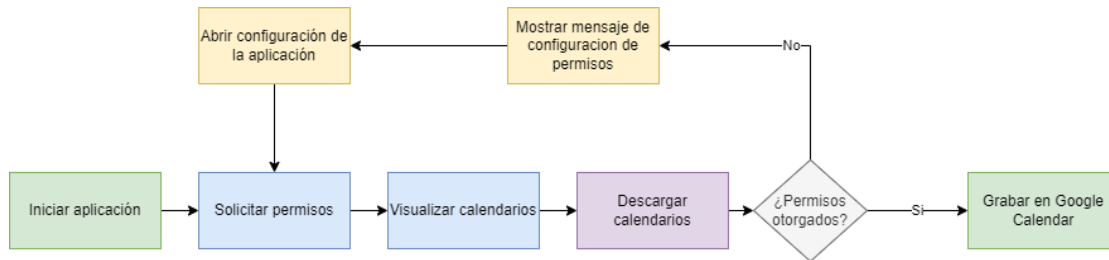 Abrir configuración de
la aplicación
Mostrar mensaje de
configuracion de
permisos
No
Iniciar aplicación
Solicitar permisos
Visualizar calendarios
Descargar
calendarios
¿Permisos
otorgados?
Si
Grabar en Google
Calendar